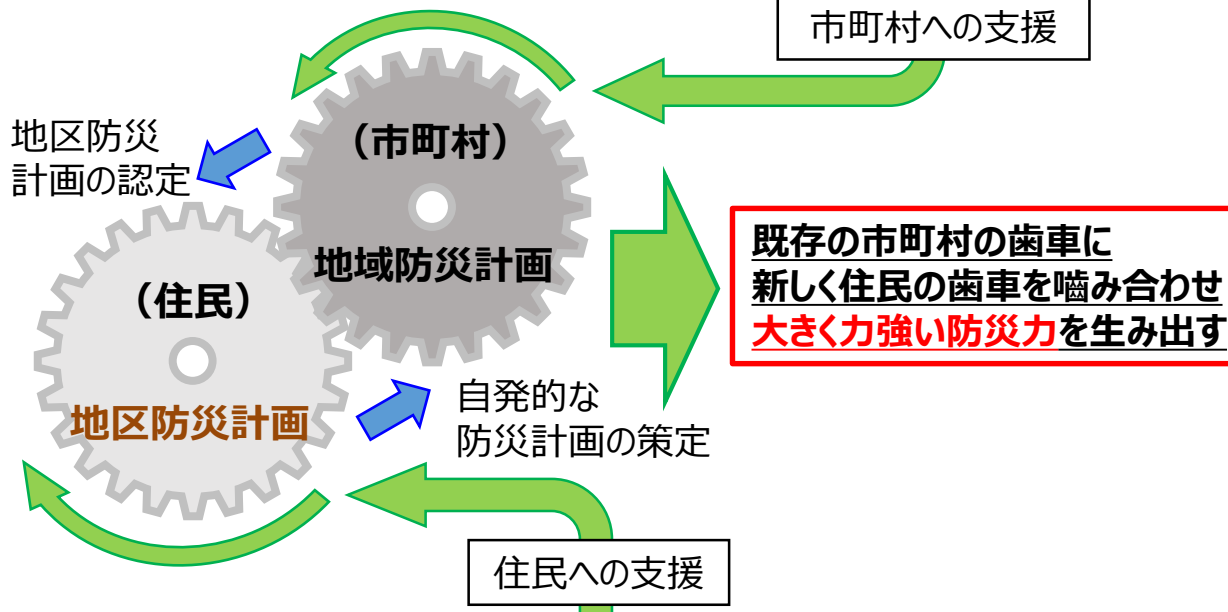 市町村への支援
地区防災
計画の認定
（市町村）
地域防災計画
（住民）
地区防災計画
既存の市町村の歯車に
新しく住民の歯車を嚙み合わせ
大きく力強い防災力を生み出す
自発的な
防災計画の策定
住民への支援